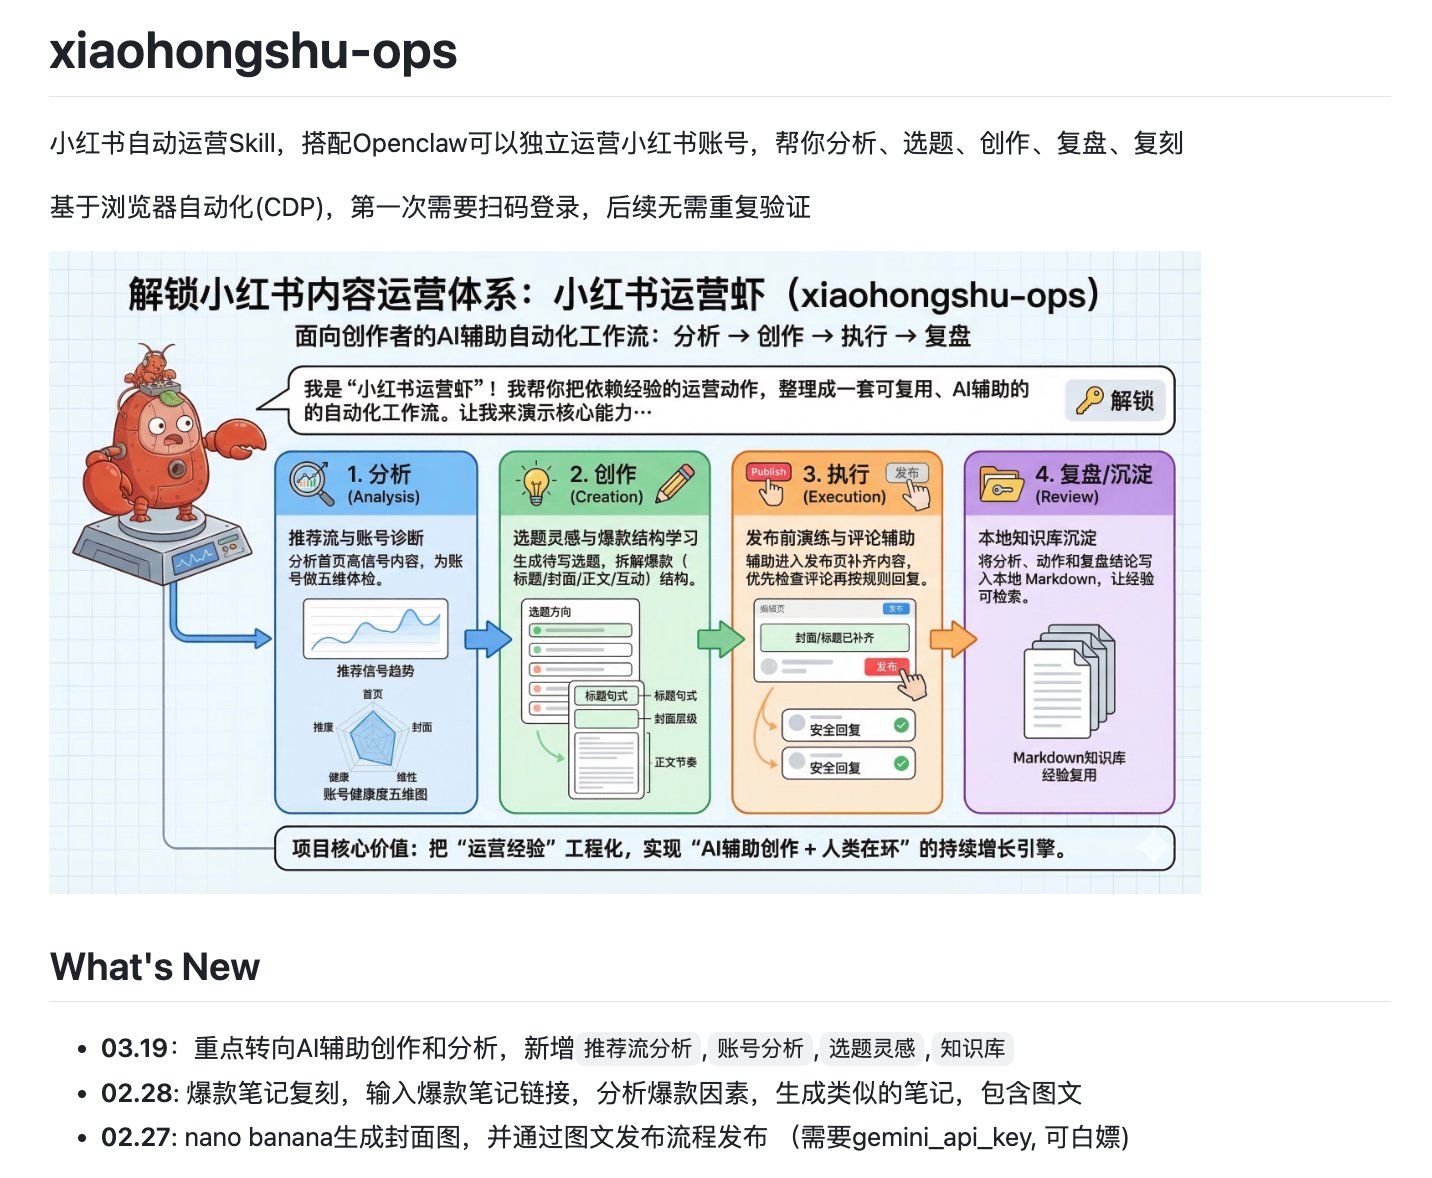 xiaohongshu-ops
小红书自动运营Skill，搭配Openclaw可以独立运营小红书账号，帮你分析、选题、创作、复盘、复刻
基于浏览器自动化(CDP)，第一次需要扫码登录，后续无需重复验证
解锁小红书内容运营体系：小红书运营虾（xiaohongshu-ops）
面向创作者的AI辅助自动化工作流：分析 → 创作 → 执行 → 复盘
我是“小红书运营虾”！我帮你把依赖经验的运营动作，整理成一套可复用、AI辅助的
的自动化工作流。让我来演示核心能力…
解锁
1. 分析
(Analysis)
推荐流与账号诊断
分析首页高信号内容，为账
号做五维体检。
推荐信号趋势
首页
推康
封面
健康
维性
账号健康度五维图
2. 创作
(Creation)
选题灵感与爆款结构学习
生成待写选题，拆解爆款（
标题/封面/正文/互动）结构。
选题方向
标题句式
标题句式
封面层级
正文节奏
Publish
3. 执行
(Execution)
发布
发布前演练与评论辅助
辅助进入发布页补齐内容，
优先检查评论再按规则回复。
编辑页
发布
封面/标题已补齐
发布
安全回复
安全回复
4. 复盘/沉淀
(Review)
本地知识库沉淀
将分析、动作和复盘结论写
入本地 Markdown，让经验
可检索。
Markdown知识库
经验复用
项目核心价值：把“运营经验”工程化，实现“AI辅助创作 + 人类在环”的持续增长引擎。
What's New
03.19：重点转向AI辅助创作和分析，新增 推荐流分析 , 账号分析 , 选题灵感 , 知识库
02.28: 爆款笔记复刻，输入爆款笔记链接，分析爆款因素，生成类似的笔记，包含图文
02.27: nano banana生成封面图，并通过图文发布流程发布 （需要gemini_api_key, 可白嫖)